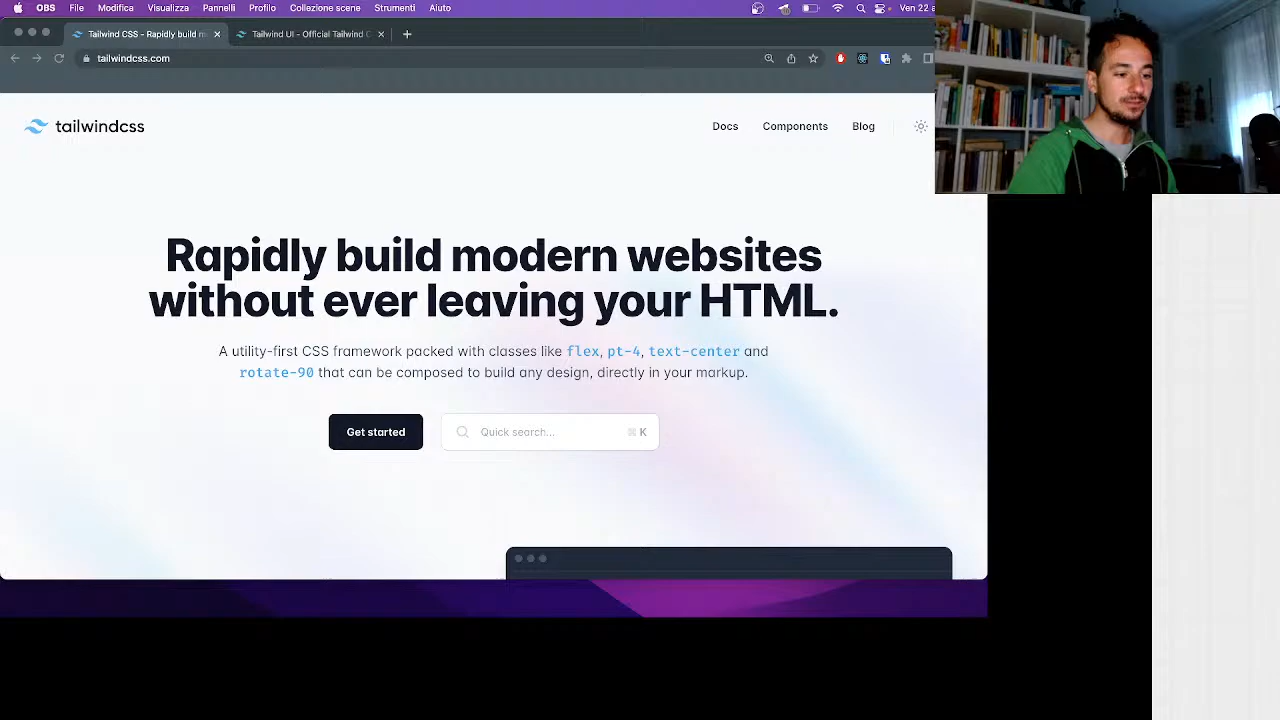 OBS File Modifica Visualizza Pannelli Profilo Collezione scene Strumenti Aiuto Ven 22
Tailwind CSS - Rapidly build m Tailwind UI - Official Tailwind C
tailwindcss.com
tailwindcss Docs Components Blog
Rapidly build modern websites
without ever leaving your HTML.
A utility-first CSS framework packed with classes like flex, pt-4, text-center and
rotate-90 that can be composed to build any design, directly in your markup.
Get started Quick search... ⌘ K